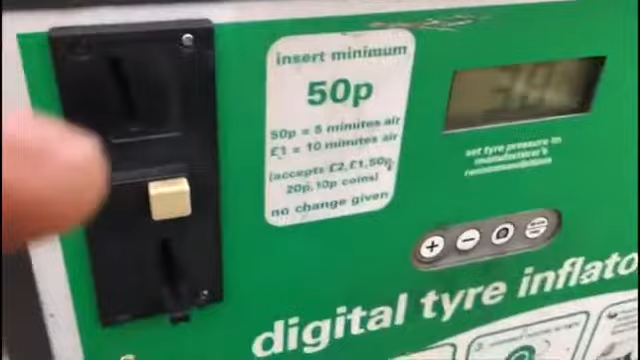 insert minimum
50p
50p = 5 minutes air
£1 = 10 minutes air
(accepts £2, £1, 50p,
20p, 10p coins)
no change given
set tyre pressure to
manufacturer's
recommendations
digital tyre inflato